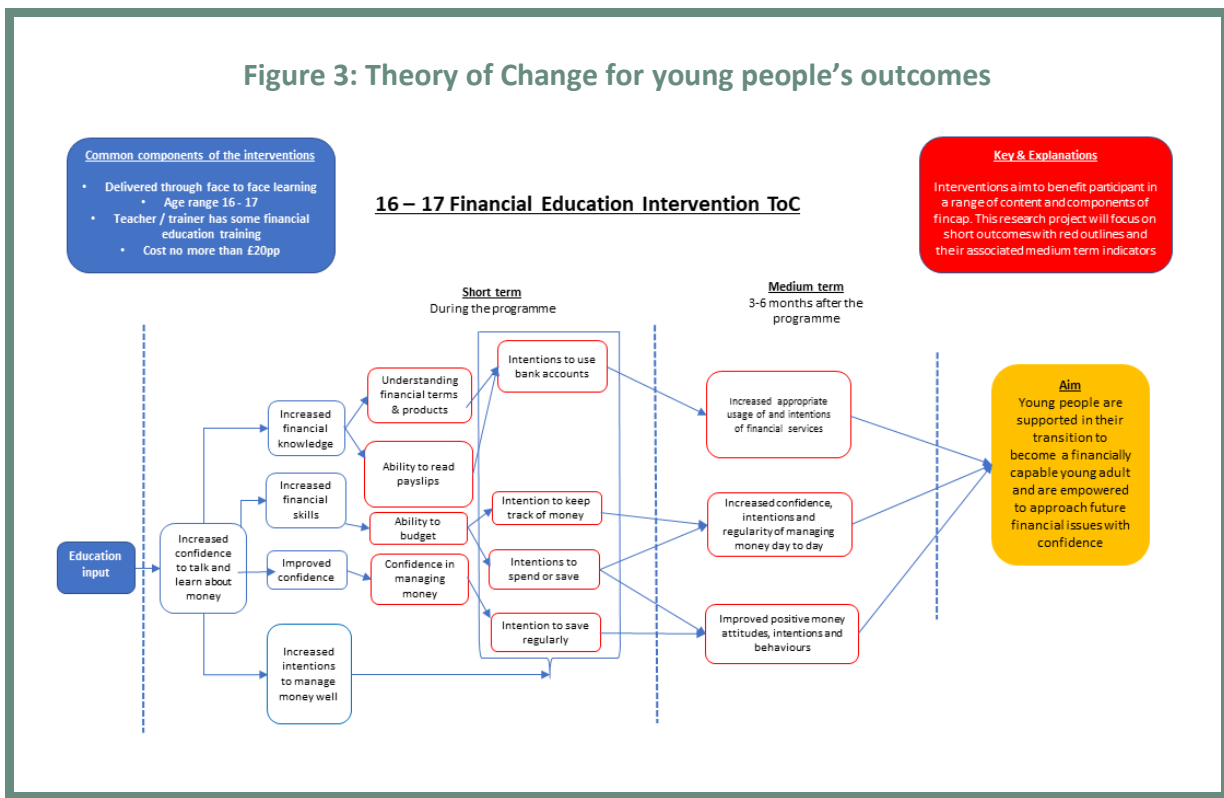 Figure 3: Theory of Change for young people's outcomes
Common components of the interventions
• Delivered through face to face learning
• Age range 16 - 17
• Teacher / trainer has some financial
education training
• Cost no more than £20pp
16 – 17 Financial Education Intervention ToC
Key & Explanations
Interventions aim to benefit participant in
a range of content and components of
fincap. This research project will focus on
short outcomes with red outlines and
their associated medium term indicators
Short term
During the programme
Medium term
3-6 months after the
programme
Education
input
Increased
confidence
to talk and
learn about
money
Increased
financial
knowledge
Increased
financial
skills
Improved
confidence
Increased
intentions
to manage
money well
Understanding
financial terms
& products
Ability to read
payslips
Ability to
budget
Confidence in
managing
money
Intentions to use
bank accounts
Intention to keep
track of money
Intentions to
spend or save
Intention to save
regularly
Increased appropriate
usage of and intentions
of financial services
Increased confidence,
intentions and
regularity of managing
money day to day
Improved positive money
attitudes, intentions and
behaviours
Aim
Young people are
supported in their
transition to
become a financially
capable young adult
and are empowered
to approach future
financial issues with
confidence